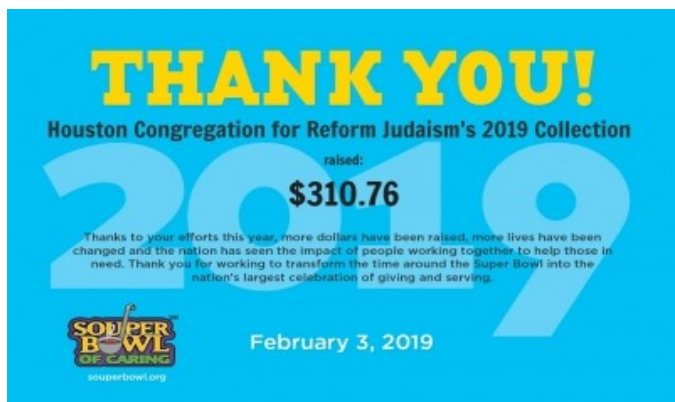 THANK YOU!
Houston Congregation for Reform Judaism's 2019 Collection
raised:
$310.76
2019
Thanks to your efforts this year, more dollars have been raised, more lives have been
changed and the nation has seen the impact of people working together to help those in
need. Thank you for working to transform the time around the Super Bowl into the
nation's largest celebration of giving and serving.
SOUPER
BOWL
OF CARING
souperbowl.org
February 3, 2019